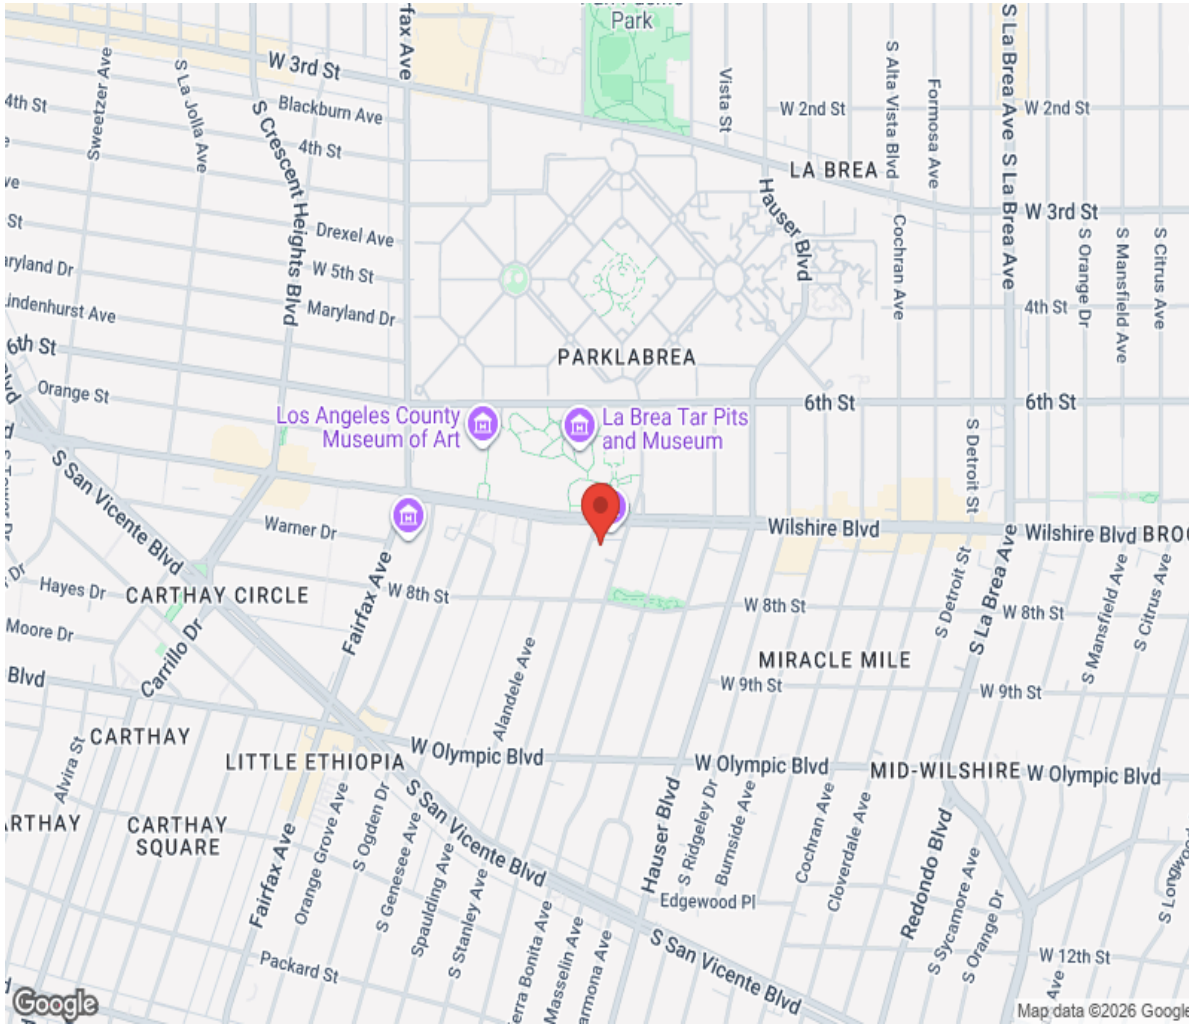 Park
W 3rd St
Fairfax Ave
S La Brea Ave
Sweetzer Ave
S La Jolla Ave
Blackburn Ave
Vista St
W 2nd St
S Alta Vista Blvd
Formosa Ave
W 2nd St
4th St
S Crescent Heights Blvd
4th St
LA BREA
S La Brea Ave
Hauser Blvd
W 3rd St
St
Drexel Ave
Cochran Ave
S Orange Dr
S Mansfield Ave
S Citrus Ave
W 5th St
Maryland Dr
4th St
6th St
PARKLABREA
Orange St
6th St
6th St
Los Angeles County
Museum of Art
La Brea Tar Pits
and Museum
S Detroit St
S San Vicente Blvd
Warner Dr
Wilshire Blvd
Wilshire Blvd
Hayes Dr
CARTHAY CIRCLE
W 8th St
W 8th St
W 8th St
Fairfax Ave
S Detroit St
S La Brea Ave
S Mansfield Ave
S Citrus Ave
Moore Dr
Carrillo Dr
MIRACLE MILE
Blvd
Alandele Ave
W 9th St
W 9th St
CARTHAY
W Olympic Blvd
W Olympic Blvd
LITTLE ETHIOPIA
MID-WILSHIRE
W Olympic Blvd
Alvira St
S San Vicente Blvd
Hauser Blvd
S Ridgeley Dr
Burnside Ave
Cochran Ave
Cloverdale Ave
Redondo Blvd
CARTHAY
SQUARE
Fairfax Ave
Orange Grove Ave
S Ogden Dr
S Genesee Ave
Spaulding Ave
S Stanley Ave
Edgewood Pl
S Sycamore Ave
S Orange Dr
S Longwood
Masselin Ave
S San Vicente Blvd
W 12th St
Packard St
Ave
Google
Map data ©2026 Google